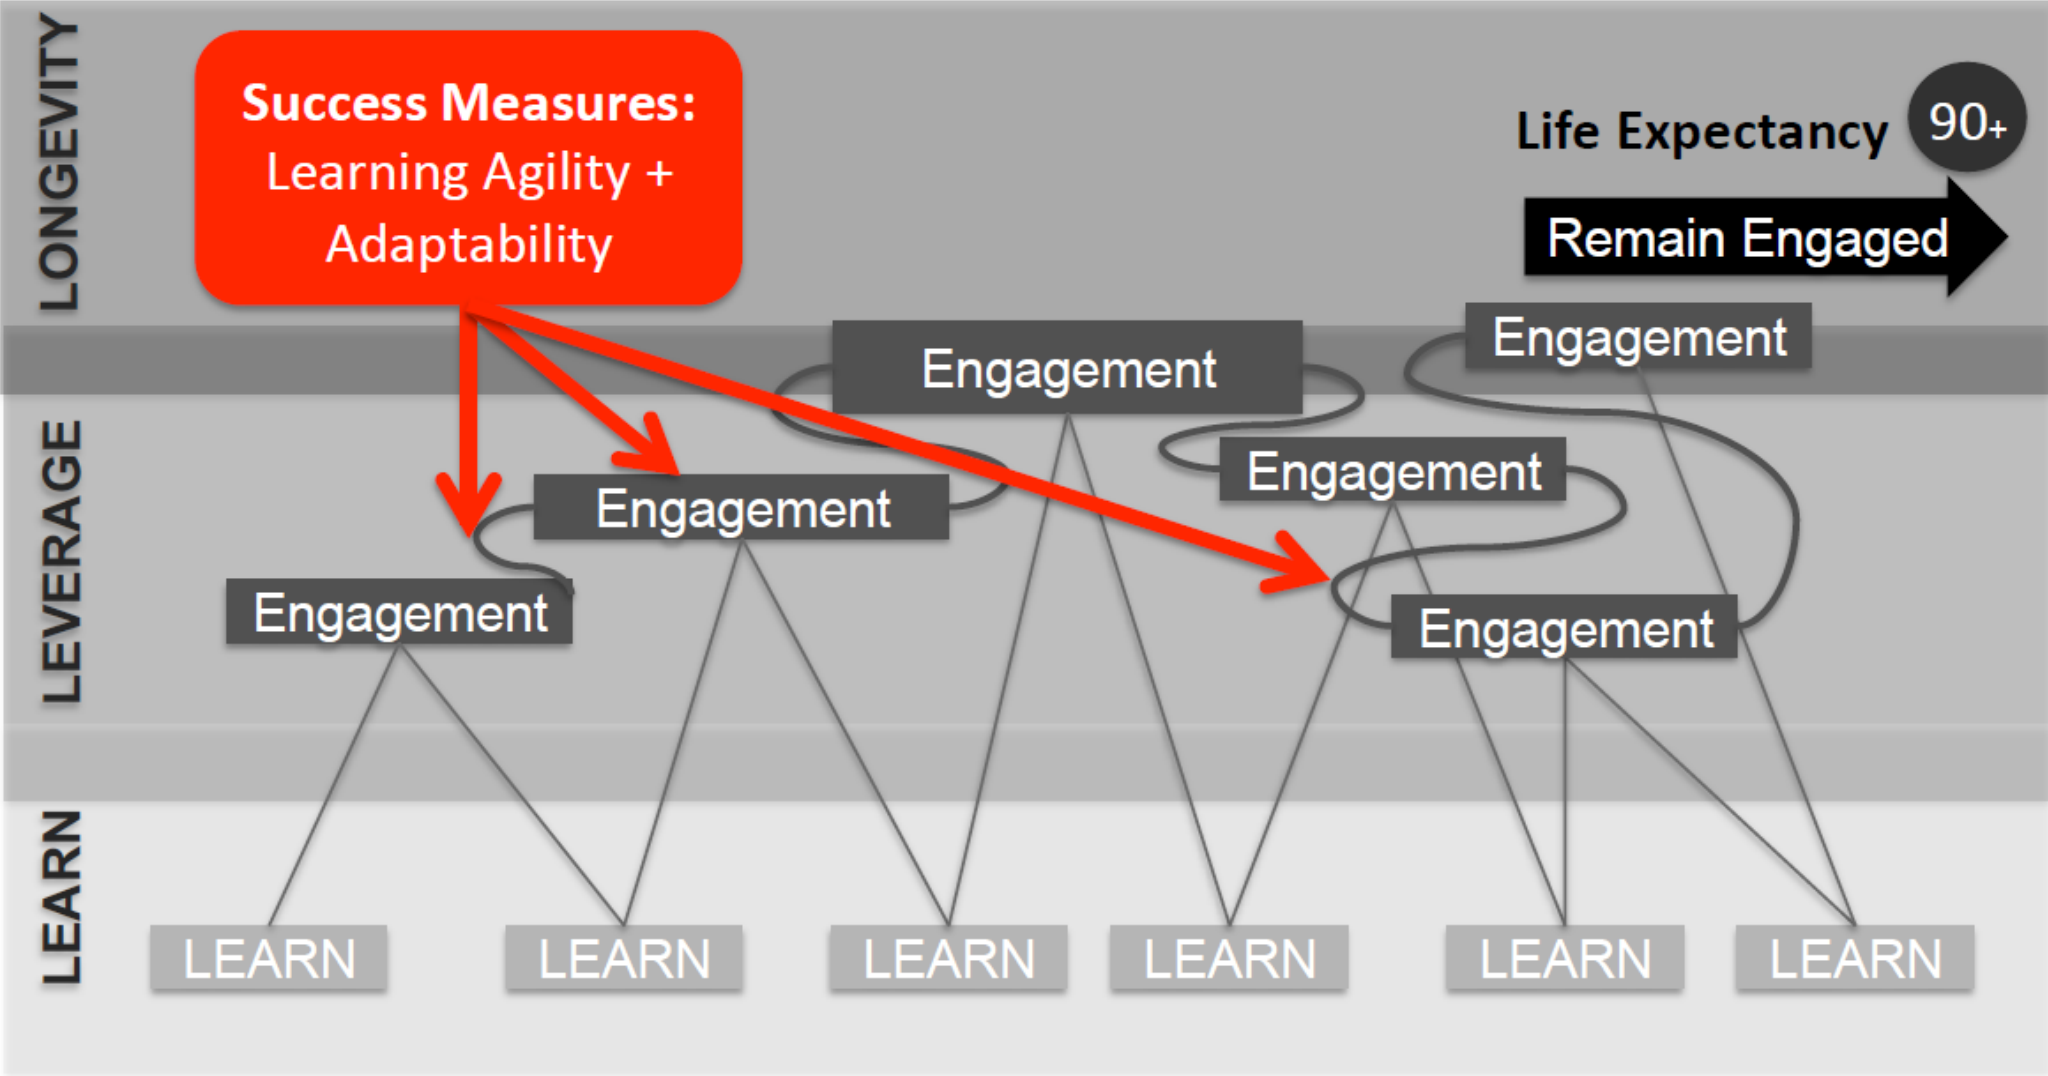 LONGEVITY
Success Measures:
Learning Agility +
Adaptability
Life Expectancy
90+
Remain Engaged
LEVERAGE
Engagement
Engagement
Engagement
Engagement
Engagement
Engagement
LEARN
LEARN
LEARN
LEARN
LEARN
LEARN
LEARN